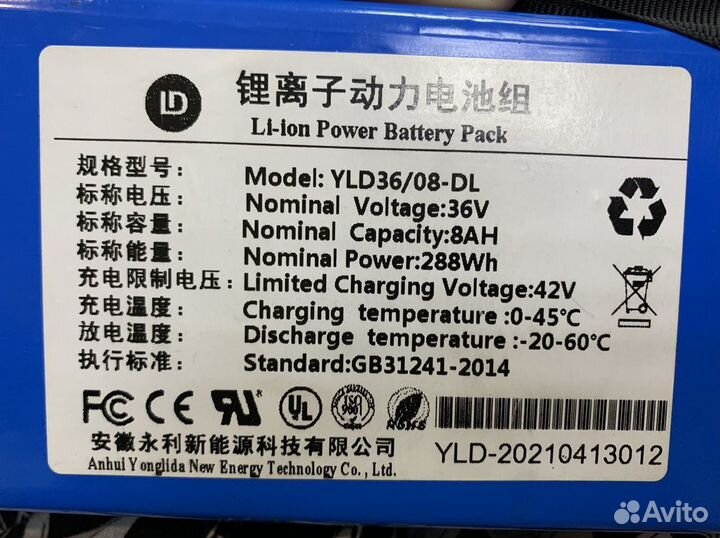 LD
锂离子动力电池组
Li-ion Power Battery Pack
规格型号: Model: YLD36/08-DL
标称电压: Nominal Voltage:36V
标称容量: Nominal Capacity:8AH
标称能量: Nominal Power:288Wh
充电限制电压: Limited Charging Voltage:42V
充电温度: Charging temperature :0-45℃
放电温度: Discharge temperature :-20-60℃
执行标准: Standard:GB31241-2014
FC CE RU UL ISO 9001 RoHS
安徽永利新能源科技有限公司
Anhui Yonglida New Energy Technology Co., Ltd.
YLD-20210413012
Avito